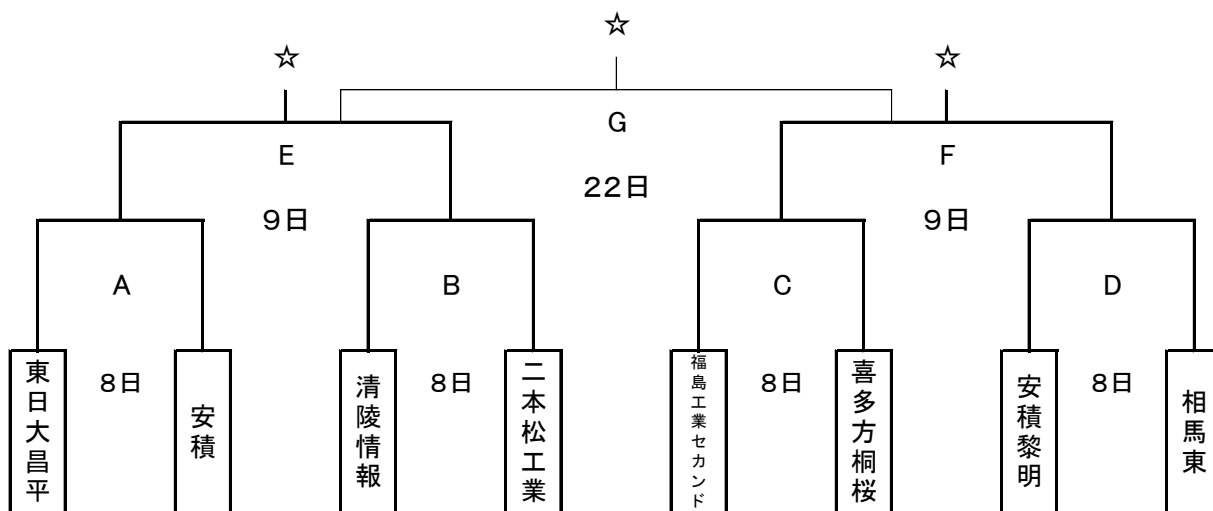 ☆
☆
☆
G
E
F
22日
9日
9日
A
B
C
D
東日大昌平
8日
安積
清陵情報
8日
二本松工業
福島工業セカンド
8日
喜多方桐桜
安積黎明
8日
相馬東